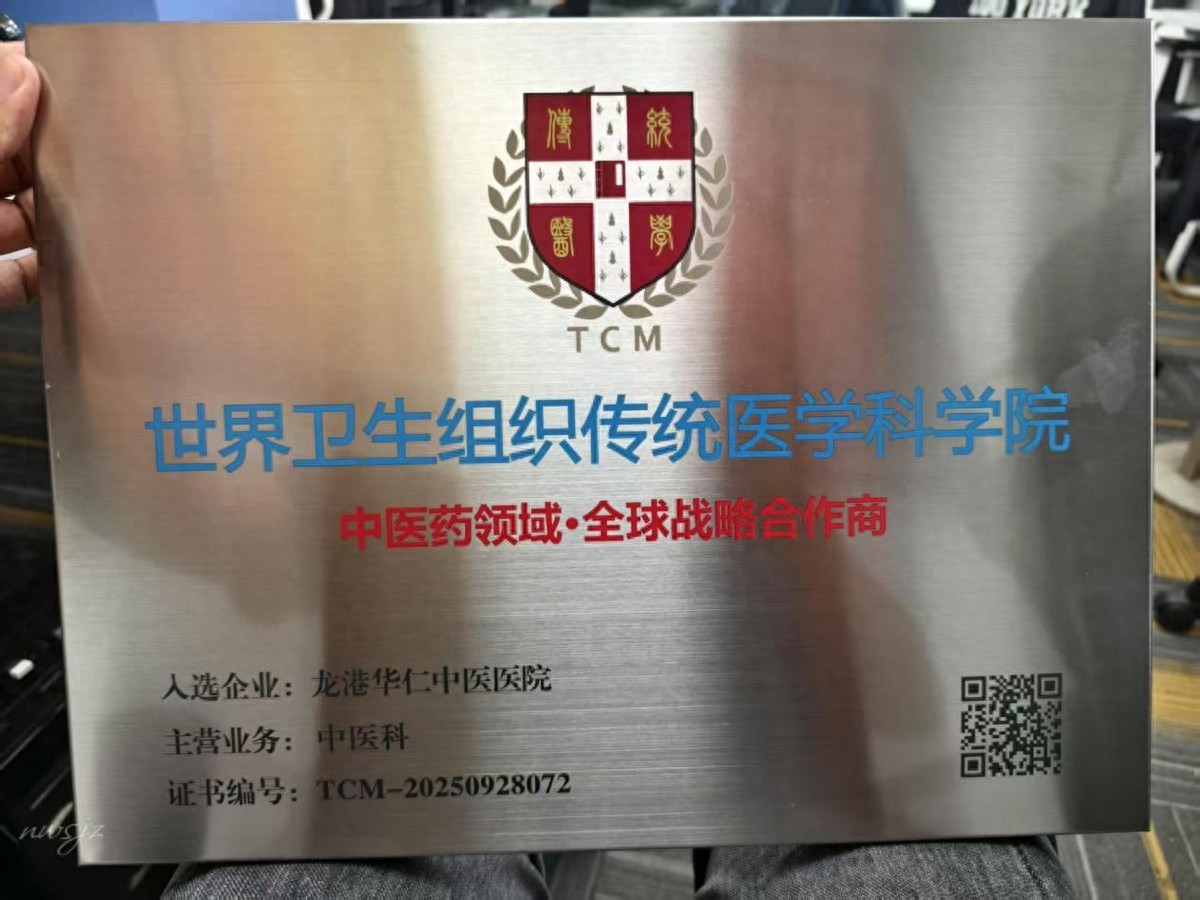 YORK
傳 統
醫 學
TCM
世界卫生组织传统医学科学院
中医药领域·全球战略合作商
入选企业：龙港华仁中医医院
主营业务：中医科
证书编号：TCM-20250928072
nwsjz